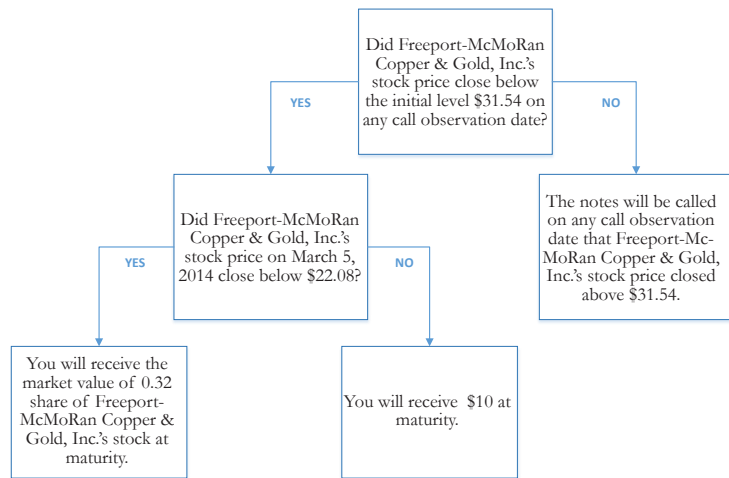 Did Freeport-McMoRan
Copper & Gold, Inc.'s
stock price close below
the initial level $31.54 on
any call observation date?
YES
NO
Did Freeport-McMoRan
Copper & Gold, Inc.'s
stock price on March 5,
2014 close below $22.08?
The notes will be called
on any call observation
date that Freeport-Mc-
MoRan Copper & Gold,
Inc.'s stock price closed
above $31.54.
YES
NO
You will receive the
market value of 0.32
share of Freeport-
McMoRan Copper &
Gold, Inc.'s stock at
maturity.
You will receive $10 at
maturity.